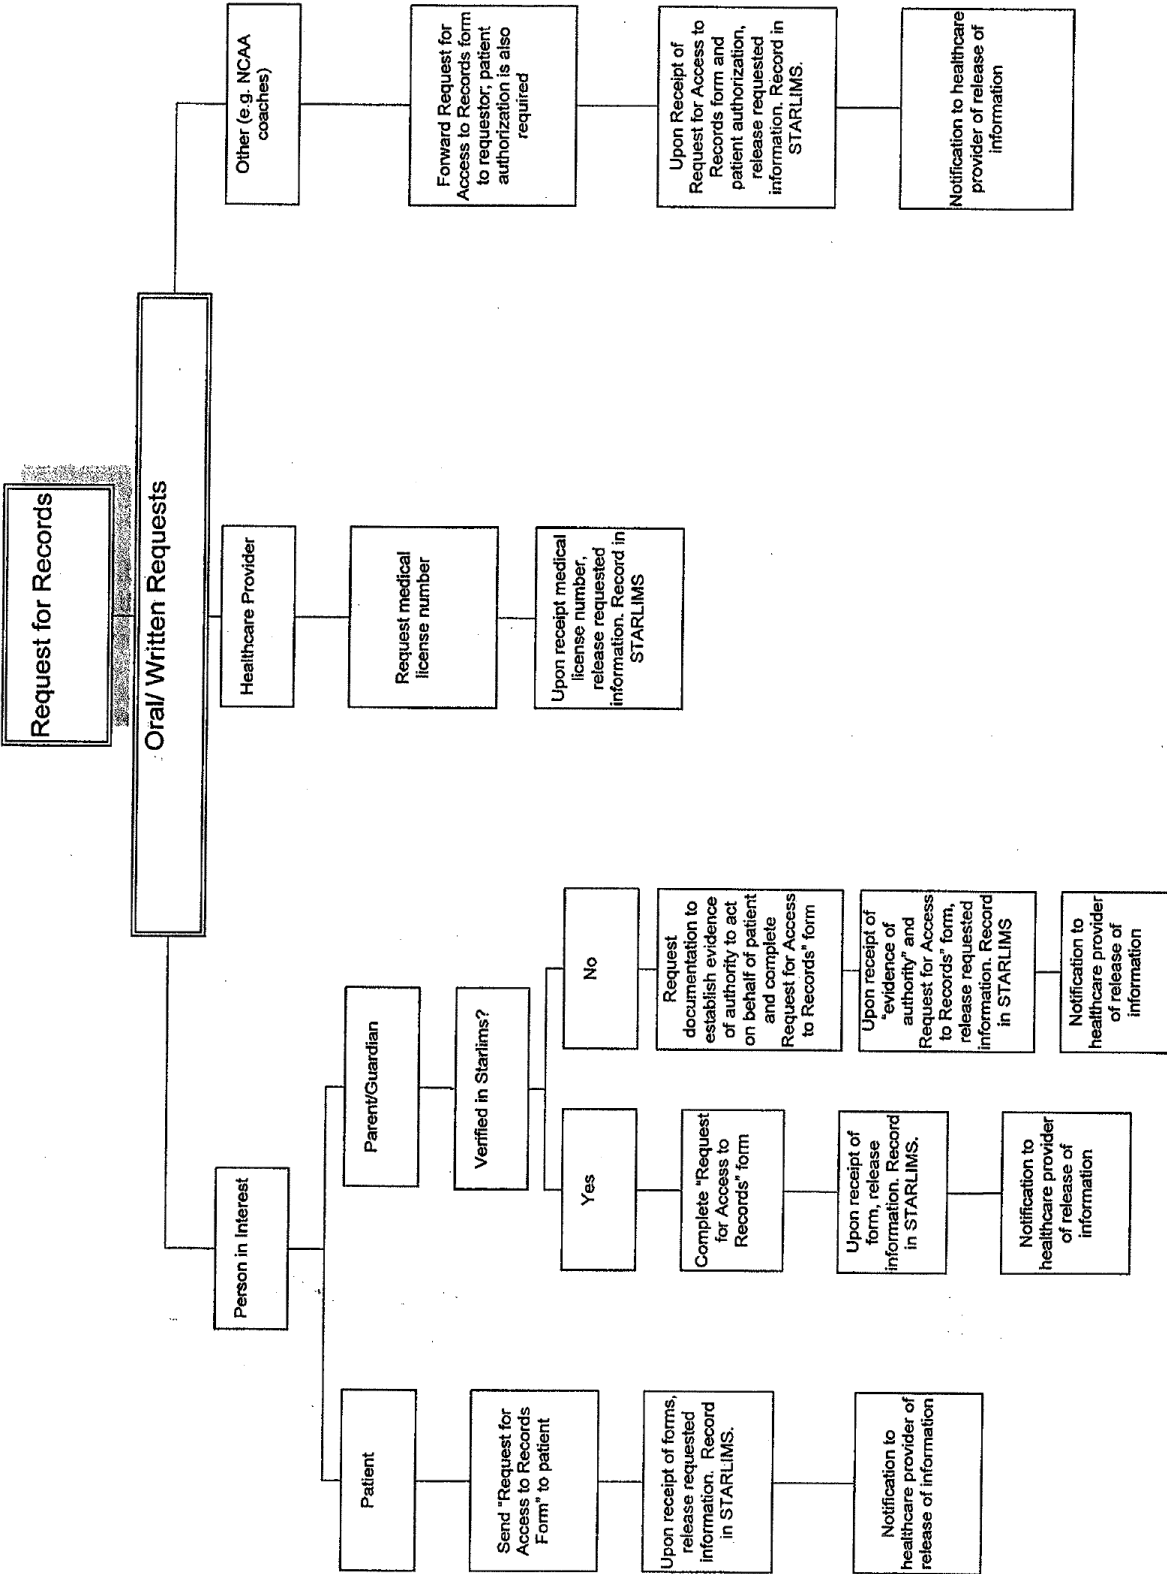 Request for Records
Oral/ Written Requests
Person in Interest
Patient
Send "Request for
Access to Records
Form" to patient
Upon receipt of forms,
release requested
information. Record
in STARLIMS.
Notification to
healthcare provider of
release of information
Parent/Guardian
Verified in Starlims?
Yes
Complete "Request
for Access to
Records" form
Upon receipt of
form, release
information. Record
in STARLIMS.
Notification to
healthcare provider
of release of
information
No
Request
documentation to
establish evidence
of authority to act
on behalf of patient
and complete
Request for Access
to Records" form
Upon receipt of
"evidence of
authority" and
Request for Access
to Records" form,
release requested
information. Record
in STARLIMS
Notification to
healthcare provider
of release of
information
Healthcare Provider
Request medical
license number
Upon receipt medical
license number,
release requested
information. Record in
STARLIMS
Other (e.g. NCAA
coaches)
Forward Request for
Access to Records form
to requestor; patient
authorization is also
required
Upon Receipt of
Request for Access to
Records form and
patient authorization,
release requested
information. Record in
STARLIMS.
Notification to healthcare
provider of release of
information